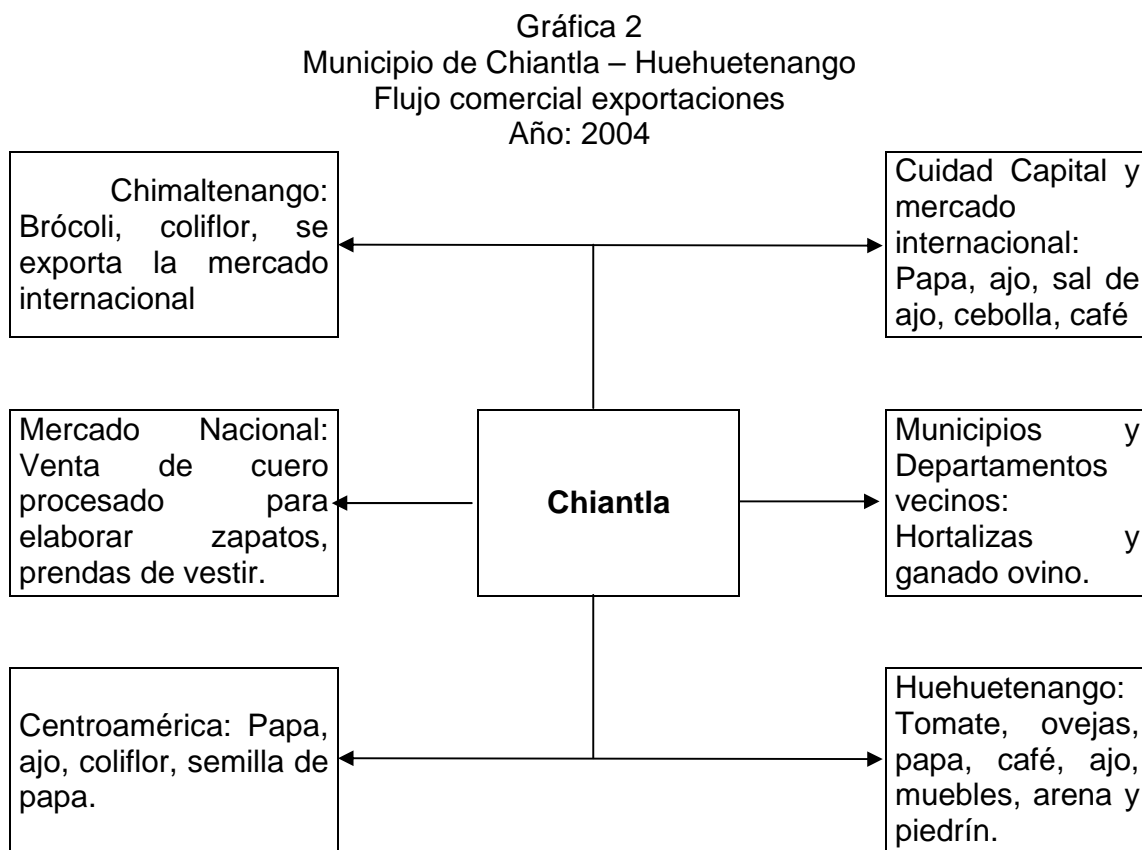 Gráfica 2
Municipio de Chiantla – Huehuetenango
Flujo comercial exportaciones
Año: 2004
Chimaltenango:
Brócoli, coliflor, se
exporta la mercado
internacional
Cuidad Capital y
mercado
internacional:
Papa, ajo, sal de
ajo, cebolla, café
Mercado Nacional:
Venta de cuero
procesado para
elaborar zapatos,
prendas de vestir.
Chiantla
Municipios y
Departamentos
vecinos:
Hortalizas y
ganado ovino.
Centroamérica: Papa,
ajo, coliflor, semilla de
papa.
Huehuetenango:
Tomate, ovejas,
papa, café, ajo,
muebles, arena y
piedrín.